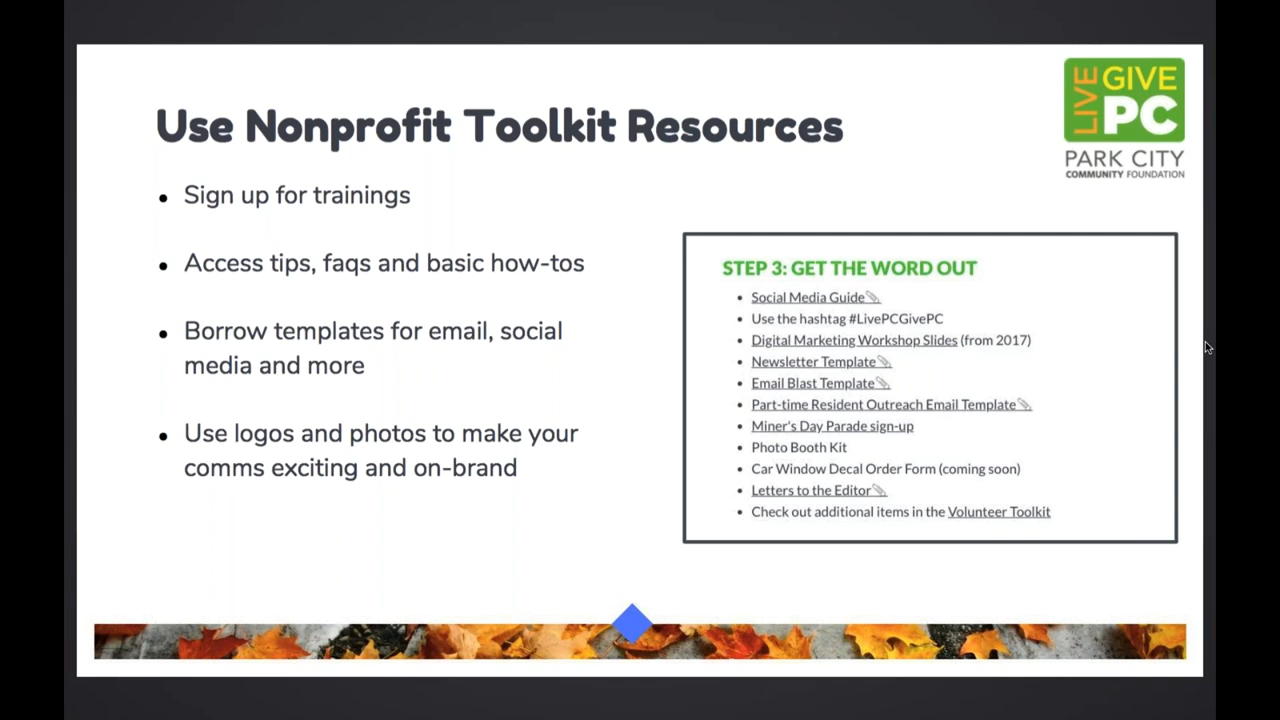 Use Nonprofit Toolkit Resources
LIVE
GIVE
PC
PARK CITY
COMMUNITY FOUNDATION
• Sign up for trainings
• Access tips, faqs and basic how-tos
• Borrow templates for email, social
media and more
• Use logos and photos to make your
comms exciting and on-brand
STEP 3: GET THE WORD OUT
• Social Media Guide
• Use the hashtag #LivePCGivePC
• Digital Marketing Workshop Slides (from 2017)
• Newsletter Template
• Email Blast Template
• Part-time Resident Outreach Email Template
• Miner's Day Parade sign-up
• Photo Booth Kit
• Car Window Decal Order Form (coming soon)
• Letters to the Editor
• Check out additional items in the Volunteer Toolkit